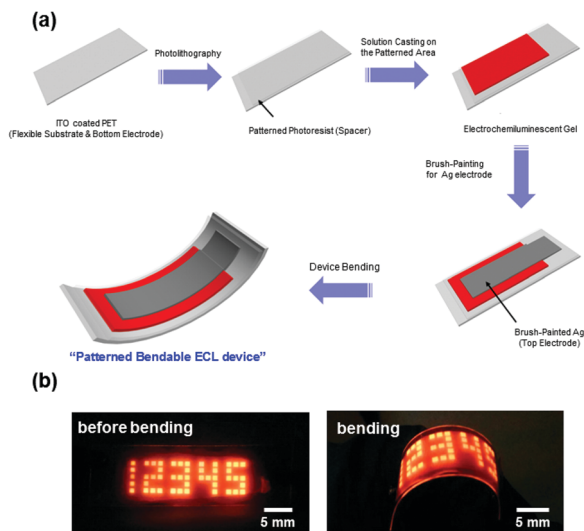 (a)
Photolithography
Solution Casting on
the Patterned Area
ITO coated PET
(Flexible Substrate & Bottom Electrode)
Patterned Photoresist (Spacer)
Electrochemiluminescent Gel
Brush-Painting
for Ag electrode
Device Bending
Brush-Painted Ag
(Top Electrode)
“Patterned Bendable ECL device”
(b)
before bending
12345
5 mm
bending
2345
5 mm